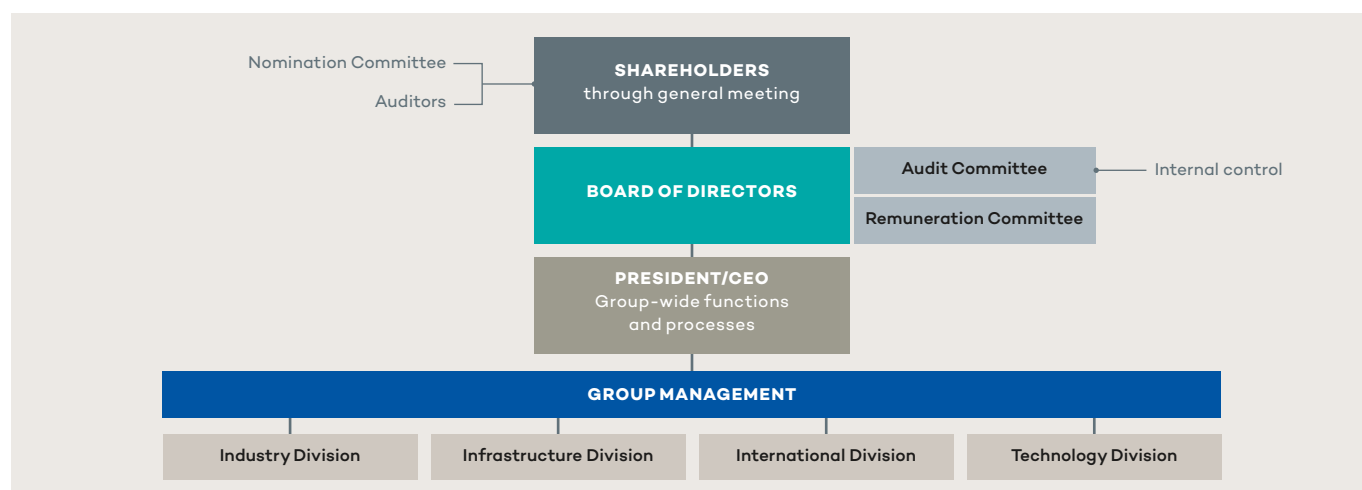 Nomination Committee
Auditors
SHAREHOLDERS
through general meeting
BOARD OF DIRECTORS
Audit Committee
Internal control
Remuneration Committee
PRESIDENT/CEO
Group-wide functions
and processes
GROUP MANAGEMENT
Industry Division
Infrastructure Division
International Division
Technology Division